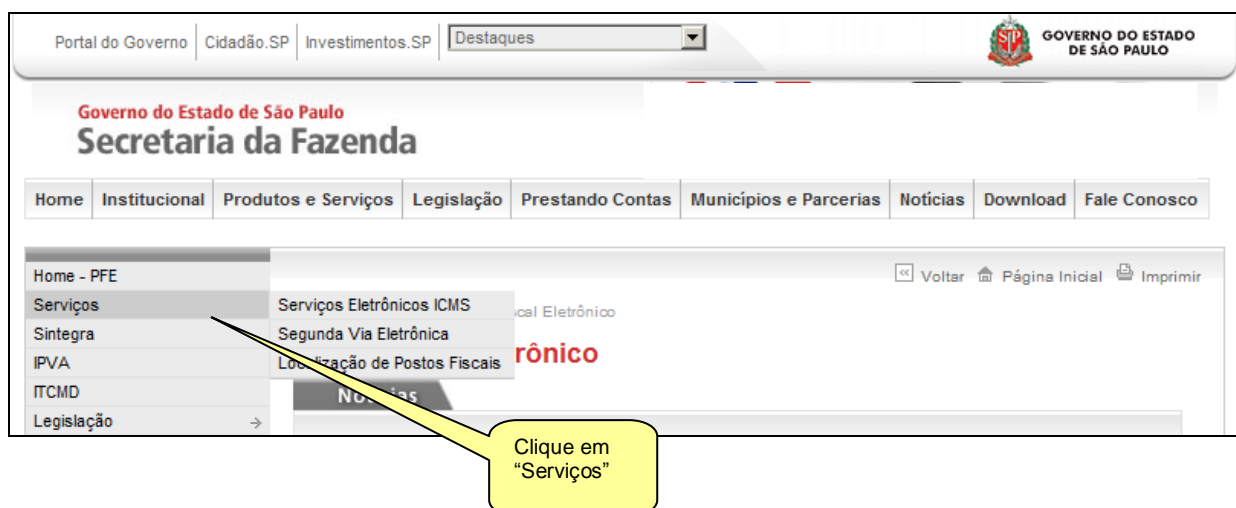 Portal do Governo Cidadão.SP Investimentos.SP Destaques
STP
GOVERNO DO ESTADO
DE SÃO PAULO
Governo do Estado de São Paulo
Secretaria da Fazenda
Home Institucional Produtos e Serviços Legislação Prestando Contas Municípios e Parcerias Notícias Download Fale Conosco
Voltar Página Inicial Imprimir
Home - PFE
Serviços
Sintegra
IPVA
ITCMD
Legislação
Serviços Eletrônicos ICMS
Segunda Via Eletrônica
Localização de Postos Fiscais
scal Eletrônico
rônico
Notícias
Clique em
“Serviços”